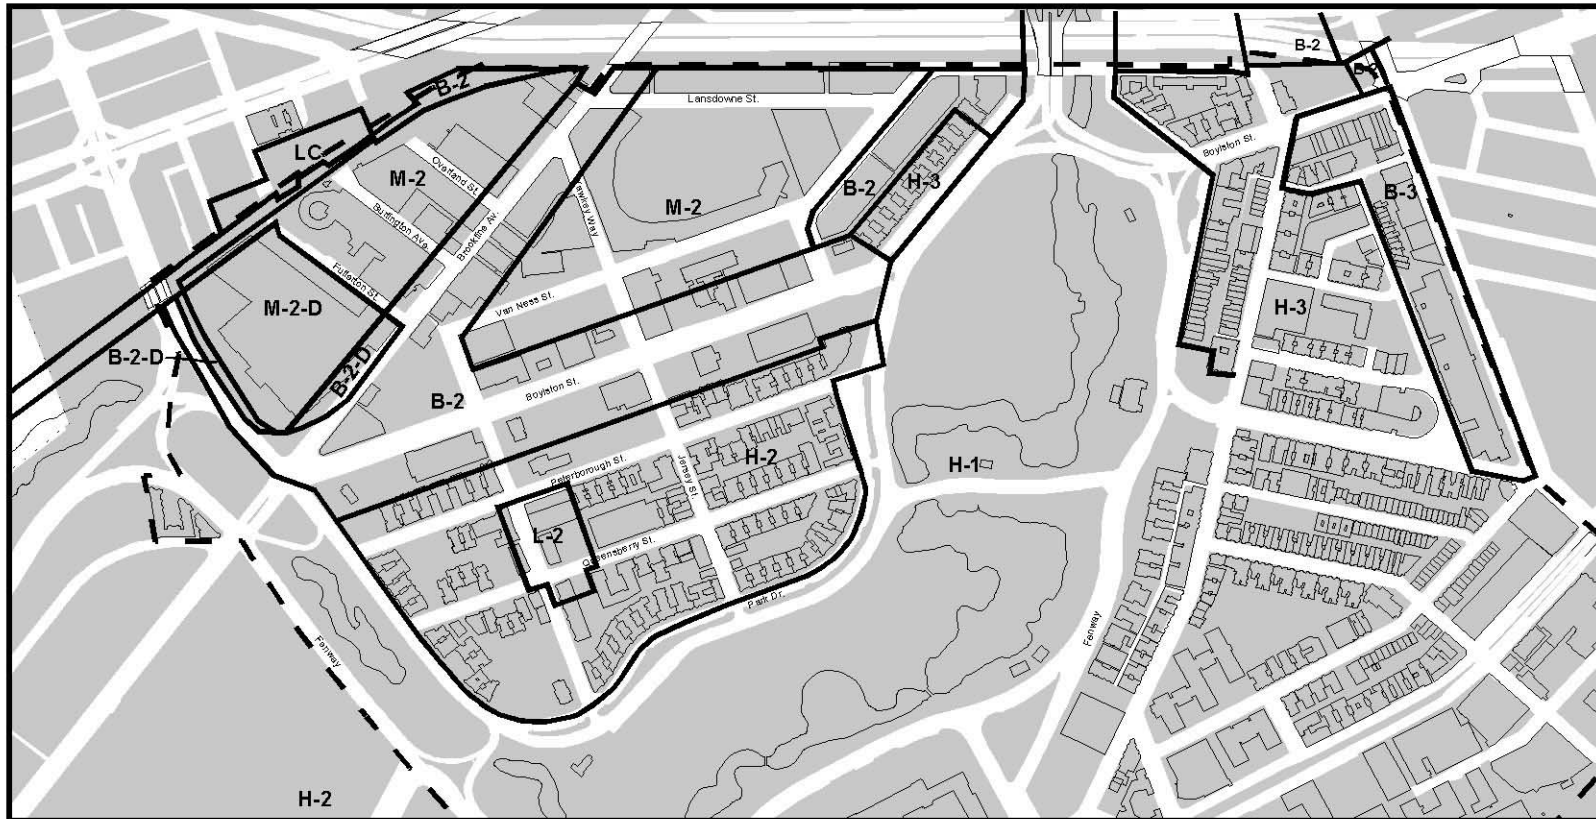 B-2
B-2
Lansdowne St.
Boylston St.
LC
M-2
Overland St.
Burlington Ave.
Brookline Av.
Yawkey Way
M-2
B-2
H-3
B-3
Fullerton St.
M-2-D
Van Ness St.
H-3
B-2-D
B-2-D
B-2
Boylston St.
Peterborough St.
Jersey St.
H-2
H-1
L-2
Queensberry St.
Park Dr.
Fenway
Fenway
H-2